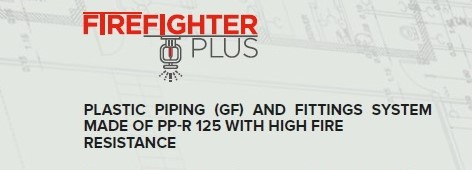 FIREFIGHTER
PLUS
PLASTIC PIPING (GF) AND FITTINGS SYSTEM
MADE OF PP-R 125 WITH HIGH FIRE
RESISTANCE